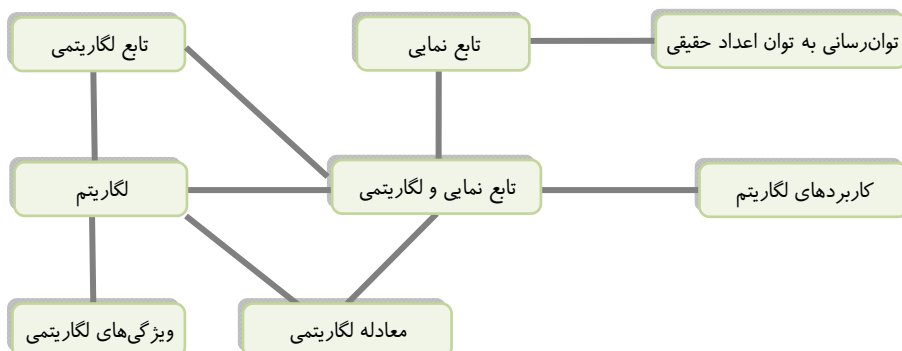 توان‌رسانی به توان اعداد حقیقی
تابع نمایی
تابع لگاریتمی
کاربردهای لگاریتم
تابع نمایی و لگاریتمی
لگاریتم
معادله لگاریتمی
ویژگی‌های لگاریتمی